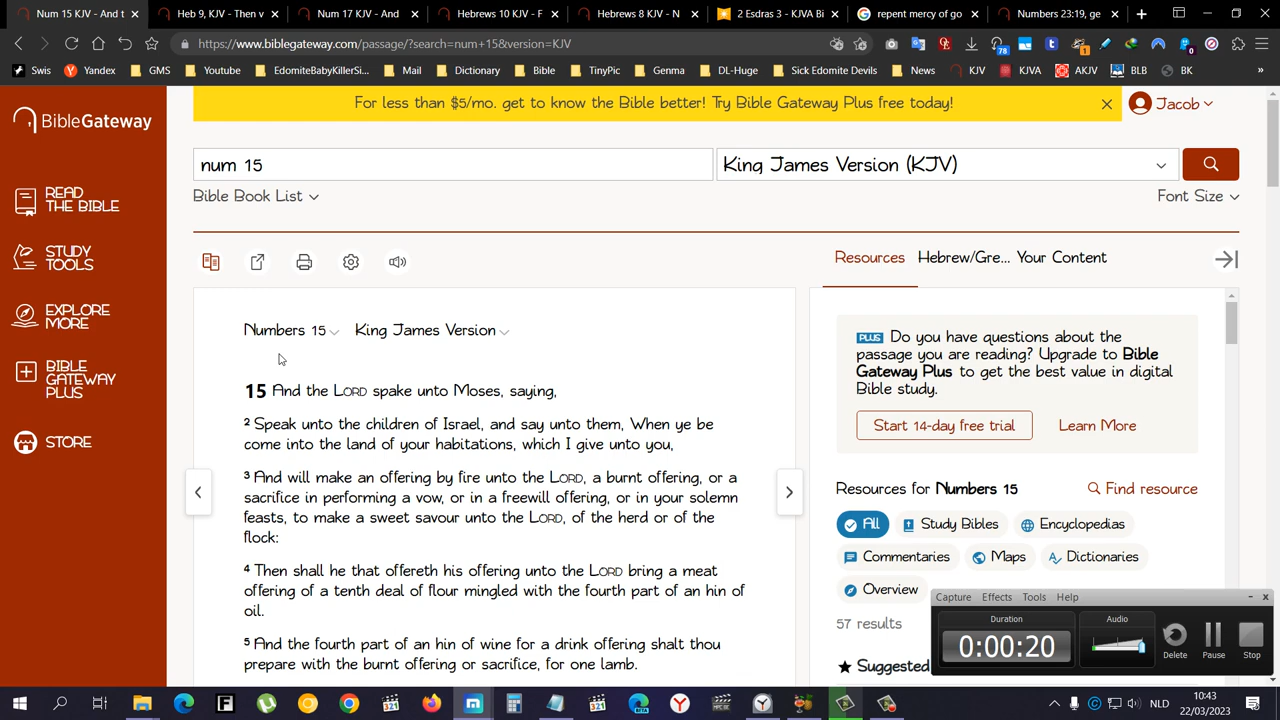 Num 15 KJV - And t
Heb 9, KJV - Then v
Num 17 KJV - And
Hebrews 10 KJV - F
Hebrews 8 KJV - N
2 Esdras 3 - KJVA Bi
repent mercy of go
Numbers 23:19, ge
https://www.biblegateway.com/passage/?search=num+15&version=KJV
78
1
0
Swis
Yandex
GMS
Youtube
EdomiteBabyKillerSi...
Mail
Dictionary
Bible
TinyPic
Genma
DL-Huge
Sick Edomite Devils
News
KJV
KJVA
AKJV
BLB
BK
»
For less than $5/mo. get to know the Bible better! Try Bible Gateway Plus free today!
Jacob
BibleGateway
num 15
King James Version (KJV)
Bible Book List
Font Size
READ
THE BIBLE
STUDY
TOOLS
EXPLORE
MORE
BIBLE
GATEWAY
PLUS
STORE
Numbers 15
King James Version
15 And the LORD spake unto Moses, saying,
2 Speak unto the children of Israel, and say unto them, When ye be
come into the land of your habitations, which I give unto you,
3 And will make an offering by fire unto the LORD, a burnt offering, or a
sacrifice in performing a vow, or in a freewill offering, or in your solemn
feasts, to make a sweet savour unto the LORD, of the herd or of the
flock:
4 Then shall he that offereth his offering unto the LORD bring a meat
offering of a tenth deal of flour mingled with the fourth part of an hin of
oil.
5 And the fourth part of an hin of wine for a drink offering shalt thou
prepare with the burnt offering or sacrifice, for one lamb.
Resources
Hebrew/Gre...
Your Content
PLUS Do you have questions about the
passage you are reading? Upgrade to Bible
Gateway Plus to get the best value in digital
Bible study.
Start 14-day free trial
Learn More
Resources for Numbers 15
Find resource
All
Study Bibles
Encyclopedias
Commentaries
Maps
Dictionaries
Overview
57 results
Suggested
Capture
Effects
Tools
Help
Duration
0:00:20
Audio
Delete
Pause
Stop
NLD
10:43
22/03/2023